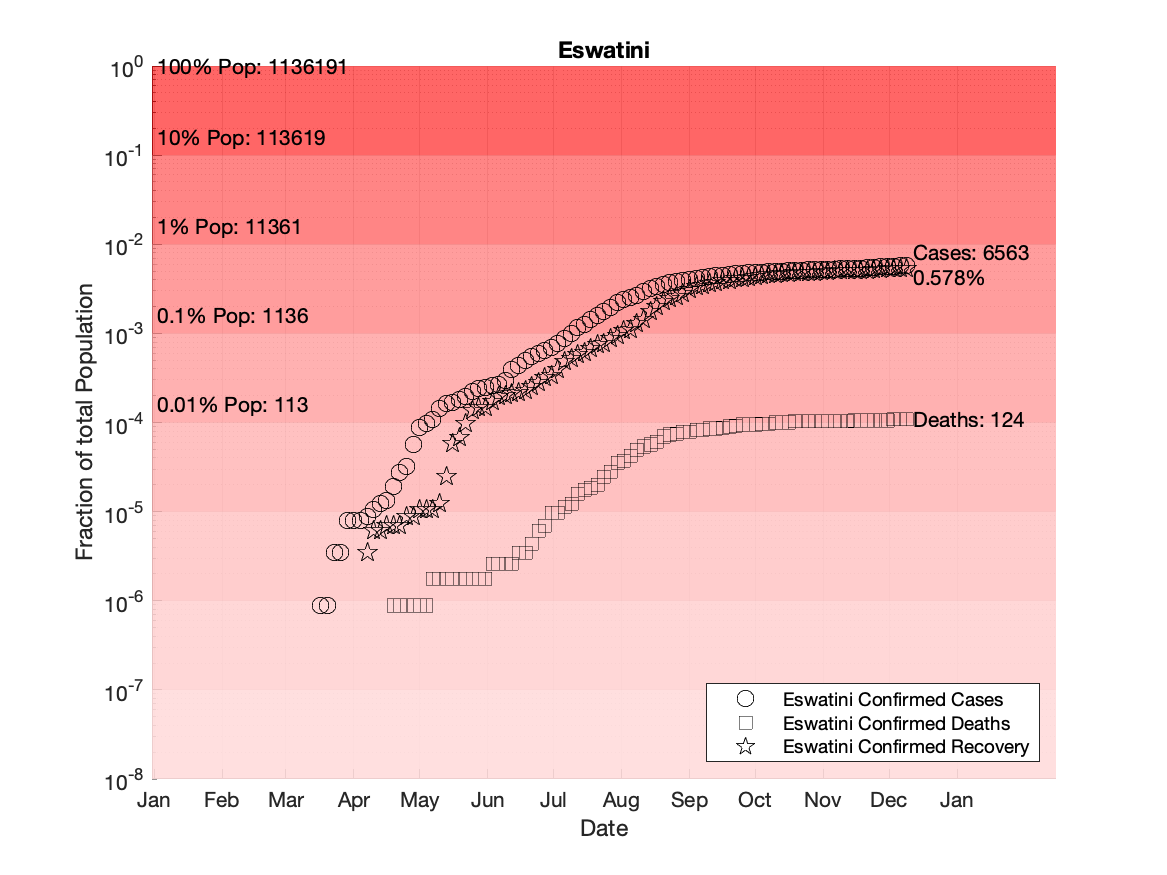 Eswatini
10^0
100% Pop: 1136191
10% Pop: 113619
10^-1
1% Pop: 11361
10^-2
Cases: 6563
0.578%
0.1% Pop: 1136
10^-3
0.01% Pop: 113
10^-4
Deaths: 124
10^-5
10^-6
10^-7
10^-8
Fraction of total Population
Eswatini Confirmed Cases
Eswatini Confirmed Deaths
Eswatini Confirmed Recovery
Jan Feb Mar Apr May Jun Jul Aug Sep Oct Nov Dec Jan
Date